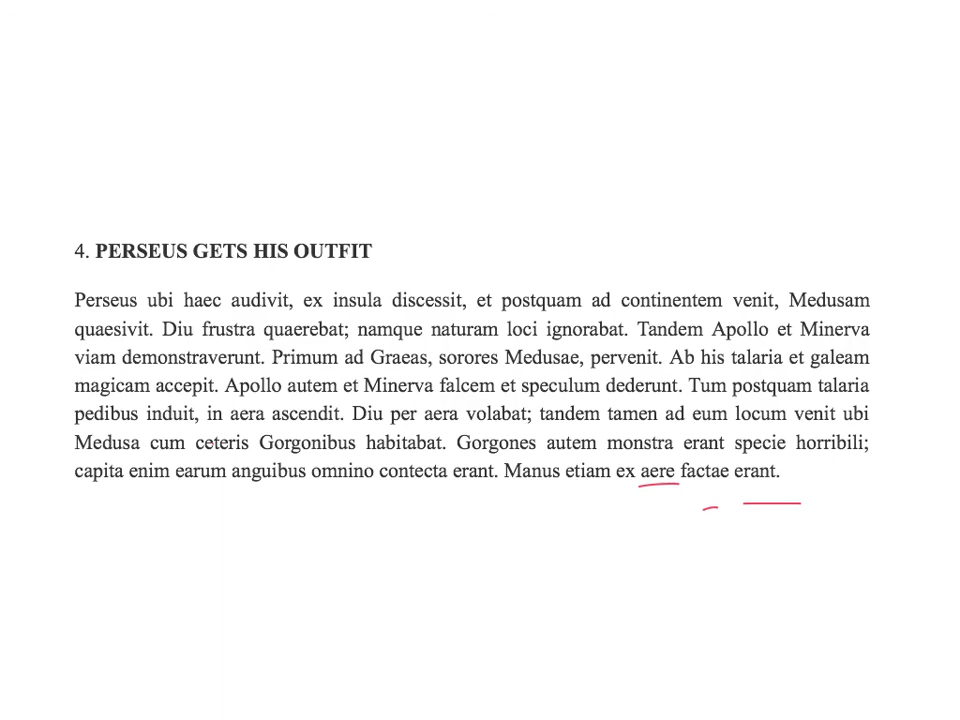 4. PERSEUS GETS HIS OUTFIT
Perseus ubi haec audivit, ex insula discessit, et postquam ad continentem venit, Medusam
quaesivit. Diu frustra quaerebat; namque naturam loci ignorabat. Tandem Apollo et Minerva
viam demonstraverunt. Primum ad Graeas, sorores Medusae, pervenit. Ab his talaria et galeam
magicam accepit. Apollo autem et Minerva falcem et speculum dederunt. Tum postquam talaria
pedibus induit, in aera ascendit. Diu per aera volabat; tandem tamen ad eum locum venit ubi
Medusa cum ceteris Gorgonibus habitabat. Gorgones autem monstra erant specie horribili;
capita enim earum anguibus omnino contecta erant. Manus etiam ex aere factae erant.